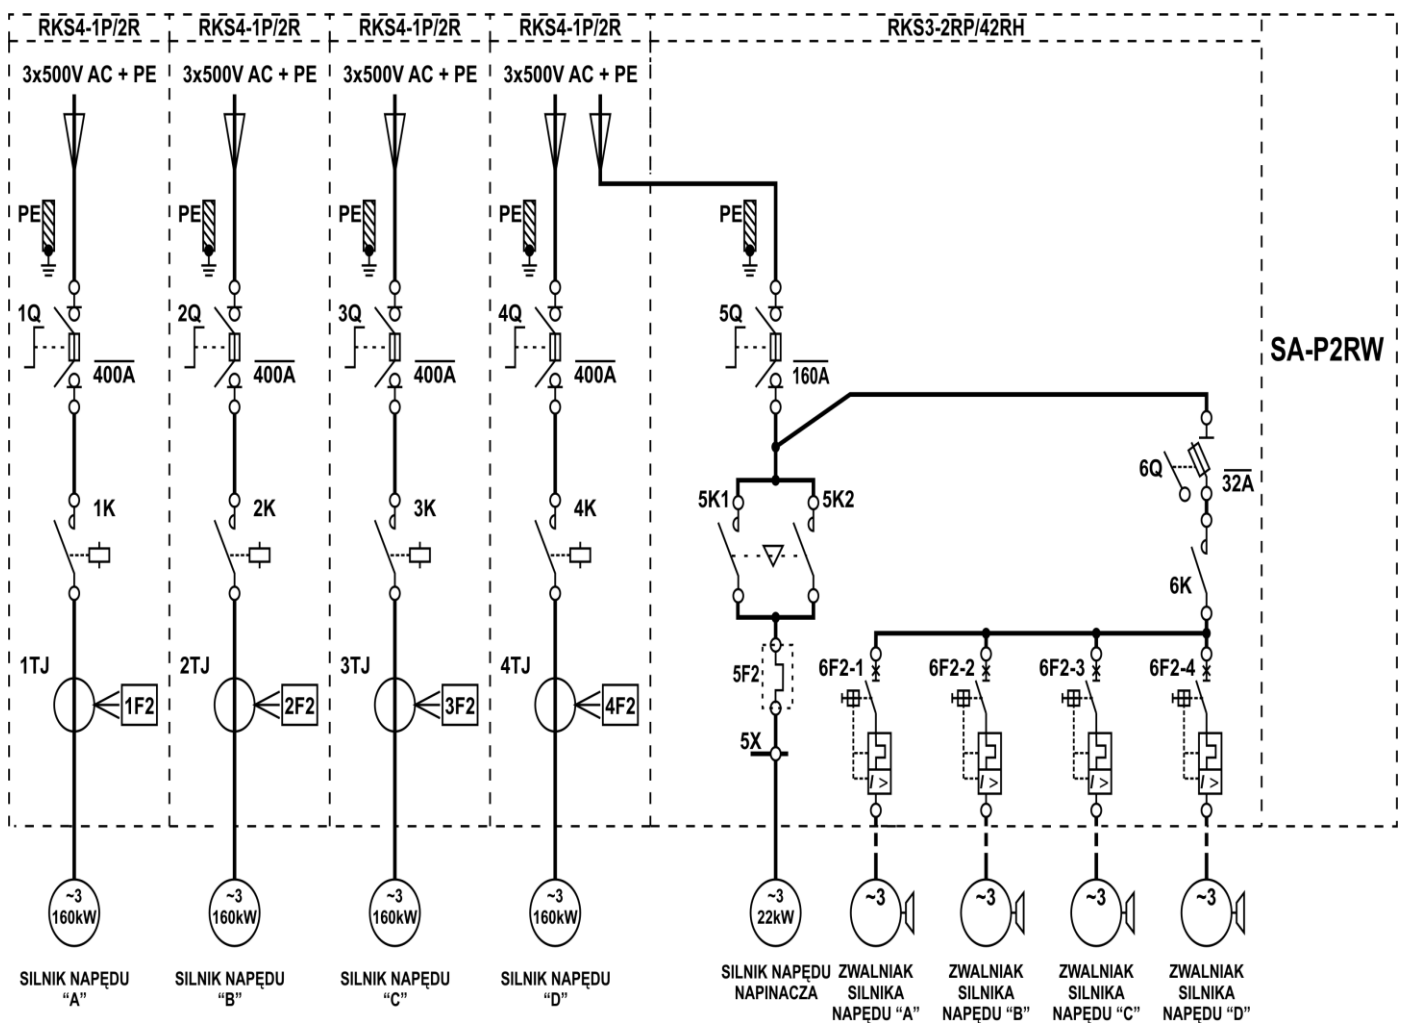 RKS4-1P/2R
RKS4-1P/2R
RKS4-1P/2R
RKS4-1P/2R
RKS3-2RP/42RH
3x500V AC + PE
3x500V AC + PE
3x500V AC + PE
3x500V AC + PE
PE
PE
PE
PE
PE
1Q
2Q
3Q
4Q
5Q
400A
400A
400A
400A
160A
SA-P2RW
6Q
32A
1K
2K
3K
4K
5K1
5K2
6K
1TJ
2TJ
3TJ
4TJ
1F2
2F2
3F2
4F2
5F2
5X
6F2-1
6F2-2
6F2-3
6F2-4
I >
I >
I >
I >
~3
160kW
~3
160kW
~3
160kW
~3
160kW
~3
22kW
~3
~3
~3
~3
SILNIK NAPĘDU
“A”
SILNIK NAPĘDU
“B”
SILNIK NAPĘDU
“C”
SILNIK NAPĘDU
“D”
SILNIK NAPĘDU
NAPINACZA
ZWALNIAK
SILNIKA
NAPĘDU “A”
ZWALNIAK
SILNIKA
NAPĘDU “B”
ZWALNIAK
SILNIKA
NAPĘDU “C”
ZWALNIAK
SILNIKA
NAPĘDU “D”